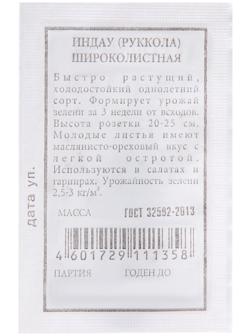 ИНДАУ (РУККОЛА)
ШИРОКОЛИСТНАЯ
Быстро растущий,
холодостойкий однолетний
сорт. Формирует урожай
зелени за 3 недели от всходов.
Высота розетки 20-25 см.
Молодые листья имеют
маслянисто-ореховый вкус с
легкой остротой.
Используются в салатах и
гарнирах. Урожайность зелени
2,5-3 кг/м².
МАССА ГОСТ 32592-2013
4 601729 111358
ПАРТИЯ ГОДЕН ДО
дата уп.